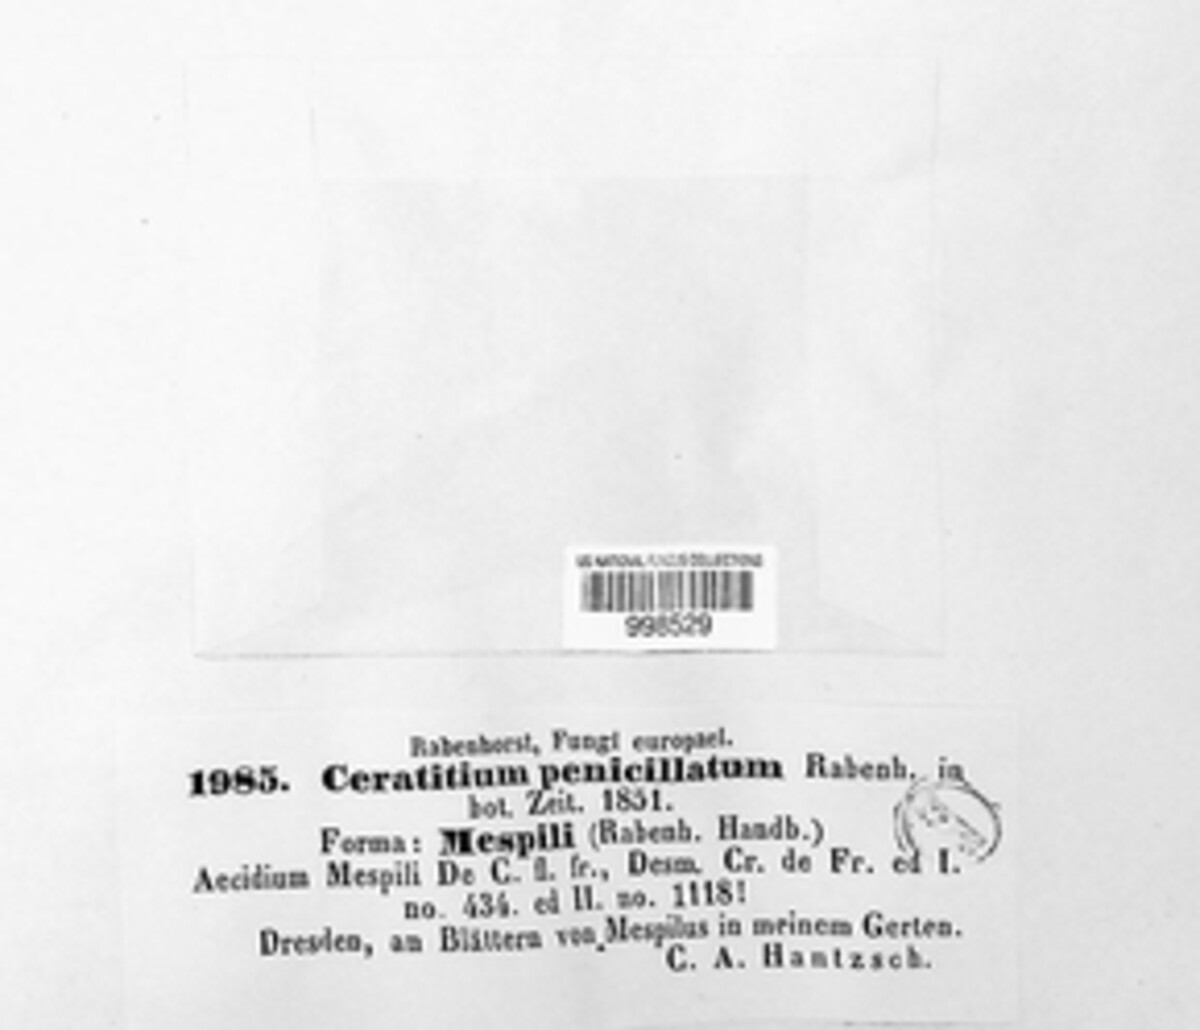 US NATIONAL FUNGUS COLLECTIONS
998529
Rabenhorst, Fungi europaei.
1985. Ceratitium penicillatum Rabenh. in
bot. Zeit. 1851.
Forma: Mespili (Rabenh. Handb.)
Aecidium Mespili De C. fl. fr., Desm. Cr. de Fr. ed I.
no. 434. ed II. no. 1118!
Dresden, an Blättern von Mespilus in meinem Gerten.
C. A. Hantzsch.